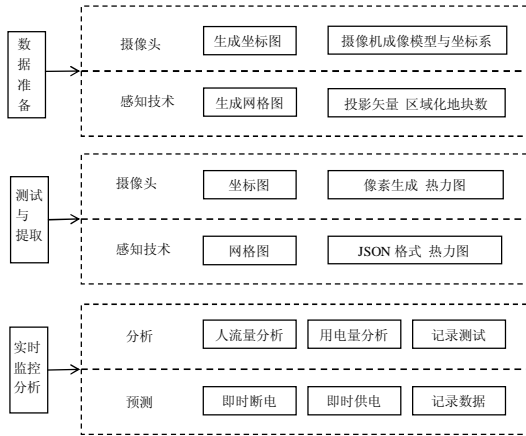 数据准备
摄像头
生成坐标图
摄像机成像模型与坐标系
感知技术
生成网格图
投影矢量 区域化地块数
测试与提取
摄像头
坐标图
像素生成 热力图
感知技术
网格图
JSON 格式 热力图
实时监控分析
分析
人流量分析
用电量分析
记录测试
预测
即时断电
即时供电
记录数据